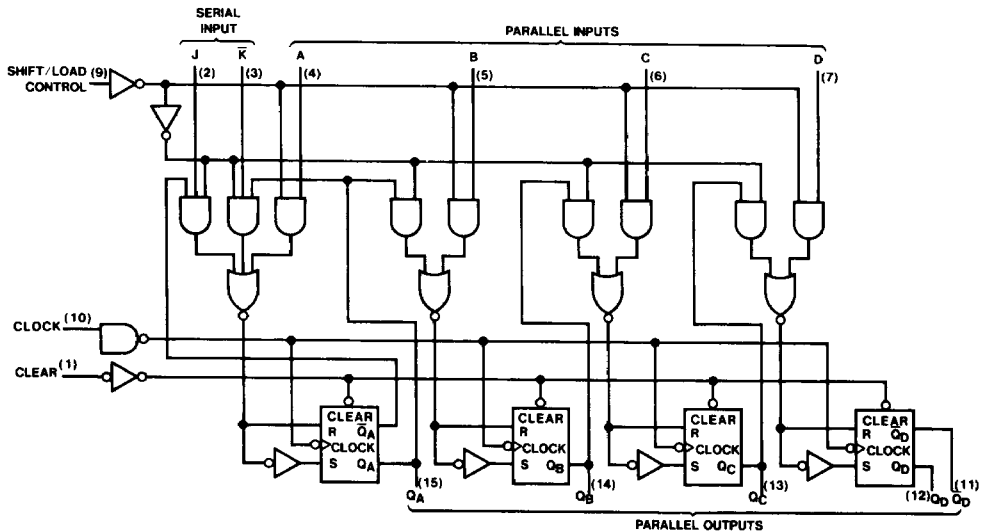 SERIAL
INPUT
PARALLEL INPUTS
J K̅ A B C D
SHIFT/LOAD (9)
CONTROL
(2) (3) (4) (5) (6) (7)
CLOCK (10)
CLEAR (1)
CLEAR CLEAR CLEAR CLEAR
R Q̅A R R R Q̅D
CLOCK CLOCK CLOCK CLOCK
S QA S QB S QC S QD
(15) (14) (13) (12) (11)
QA QB QC QD Q̅D
PARALLEL OUTPUTS